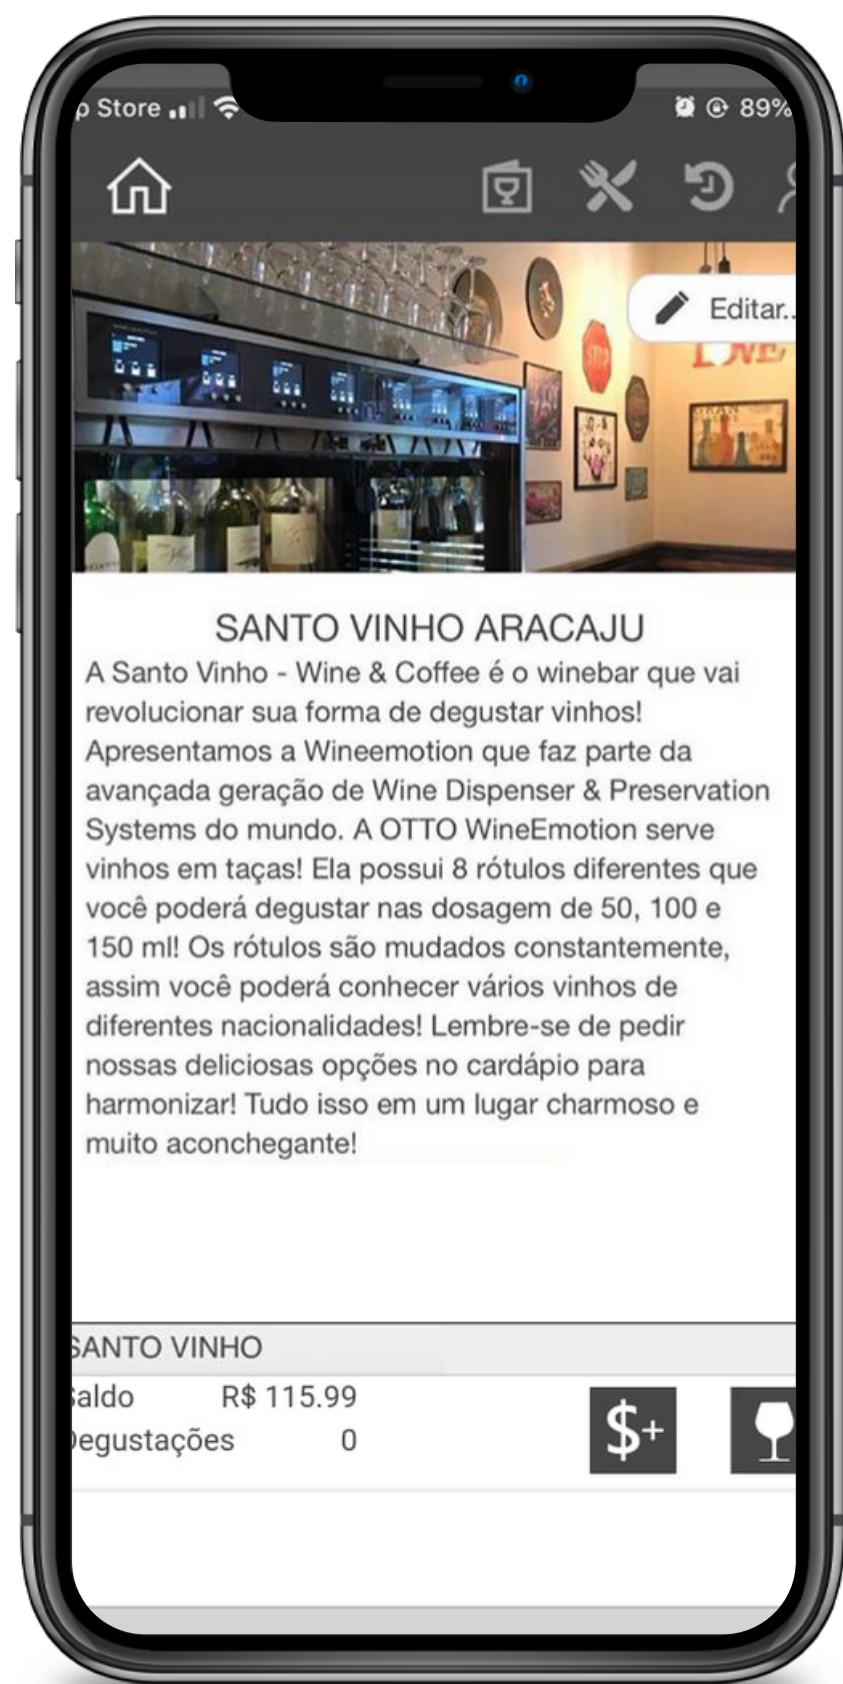 p Store
89%
Editar..
STOP
LOVE
SANTO VINHO ARACAJU
A Santo Vinho - Wine & Coffee é o winebar que vai
revolucionar sua forma de degustar vinhos!
Apresentamos a Wineemotion que faz parte da
avançada geração de Wine Dispenser & Preservation
Systems do mundo. A OTTO WineEmotion serve
vinhos em taças! Ela possui 8 rótulos diferentes que
você poderá degustar nas dosagem de 50, 100 e
150 ml! Os rótulos são mudados constantemente,
assim você poderá conhecer vários vinhos de
diferentes nacionalidades! Lembre-se de pedir
nossas deliciosas opções no cardápio para
harmonizar! Tudo isso em um lugar charmoso e
muito aconchegante!
SANTO VINHO
Saldo R$ 115.99
Degustações 0
$+